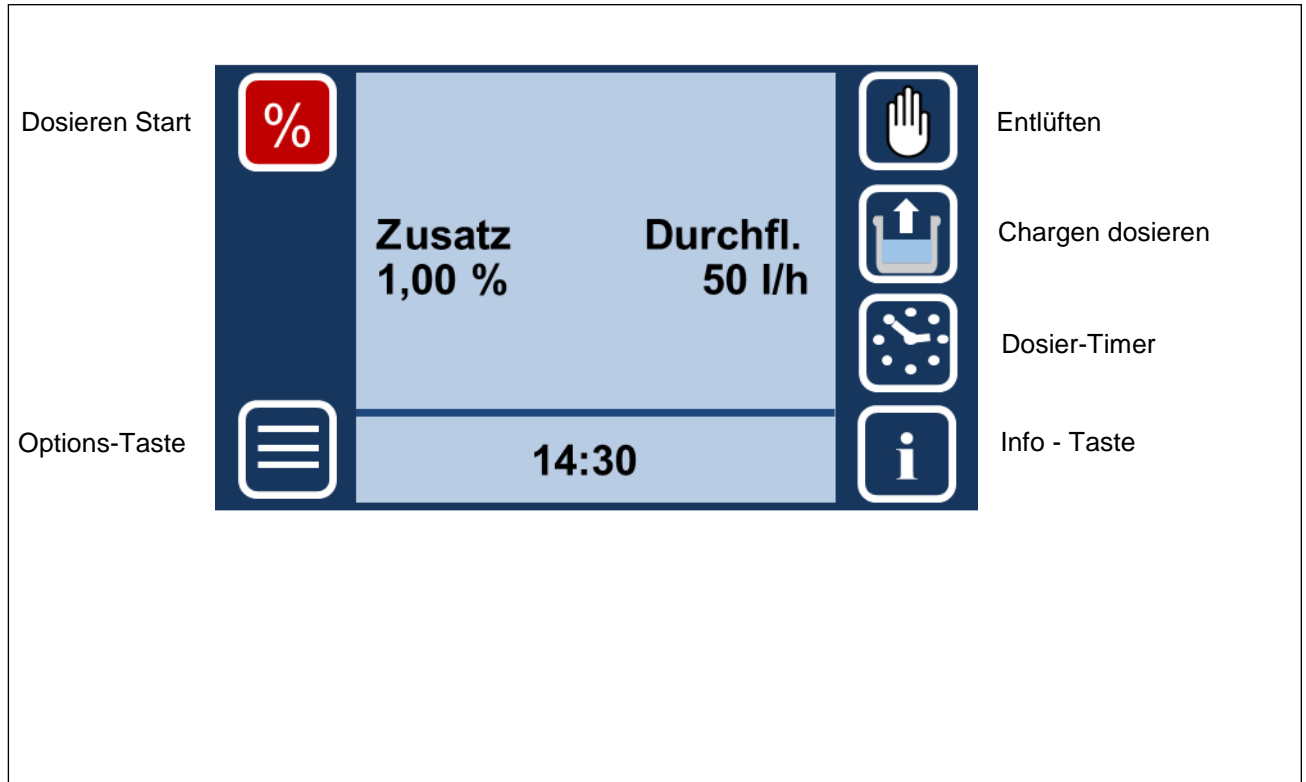 Dosieren Start
%
Entlüften
Zusatz Durchfl.
1,00 % 50 l/h
Chargen dosieren
Dosier-Timer
Options-Taste
14:30
i
Info - Taste